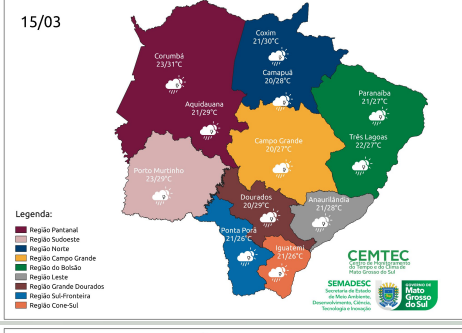 15/03
Coxim
21/30°C
Corumbá
23/31°C
Camapuã
20/28°C
Paranaíba
21/27°C
Aquidauana
21/29°C
Três Lagoas
22/27°C
Campo Grande
20/27°C
Porto Murtinho
23/29°C
Dourados
20/29°C
Anaurilândia
21/28°C
Ponta Porã
21/26°C
Iguatemi
21/26°C
Legenda:
Região Pantanal
Região Sudoeste
Região Norte
Região Campo Grande
Região do Bolsão
Região Leste
Região Grande Dourados
Região Sul-Fronteira
Região Cone-Sul
CEMTEC
Centro de Monitoramento
do Tempo e do Clima de
Mato Grosso do Sul
SEMADESC
Secretaria de Estado
de Meio Ambiente,
Desenvolvimento, Ciência,
Tecnologia e Inovação
GOVERNO DE
Mato
Grosso
do Sul